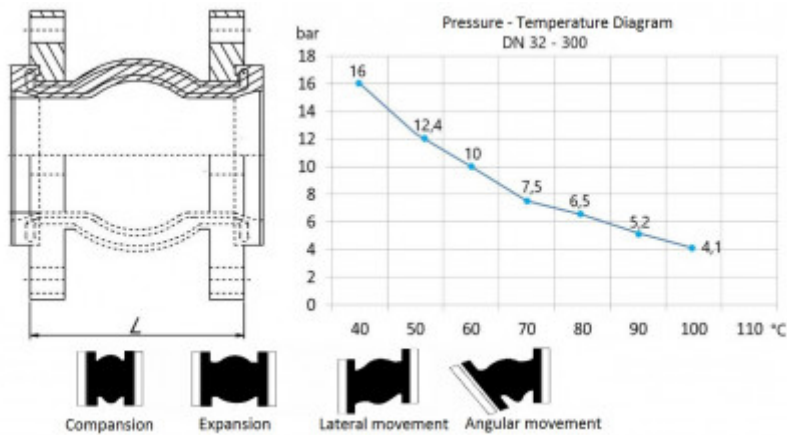 Pressure - Temperature Diagram
DN 32 - 300
bar
18
16
14
12
10
8
6
4
2
0
16
12,4
10
7,5
6,5
5,2
4,1
40 50 60 70 80 90 100 110 °C
L
Compansion Expansion Lateral movement Angular movement